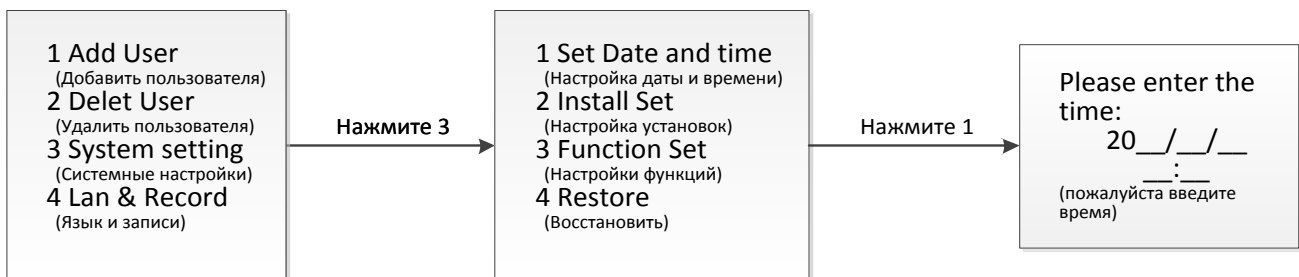 1 Add User
(Добавить пользователя)
2 Delet User
(Удалить пользователя)
3 System setting
(Системные настройки)
4 Lan & Record
(Язык и записи)
Нажмите 3
1 Set Date and time
(Настройка даты и времени)
2 Install Set
(Настройка установок)
3 Function Set
(Настройки функций)
4 Restore
(Восстановить)
Нажмите 1
Please enter the
time:
20__/__/__
__:__
(пожалуйста введите
время)